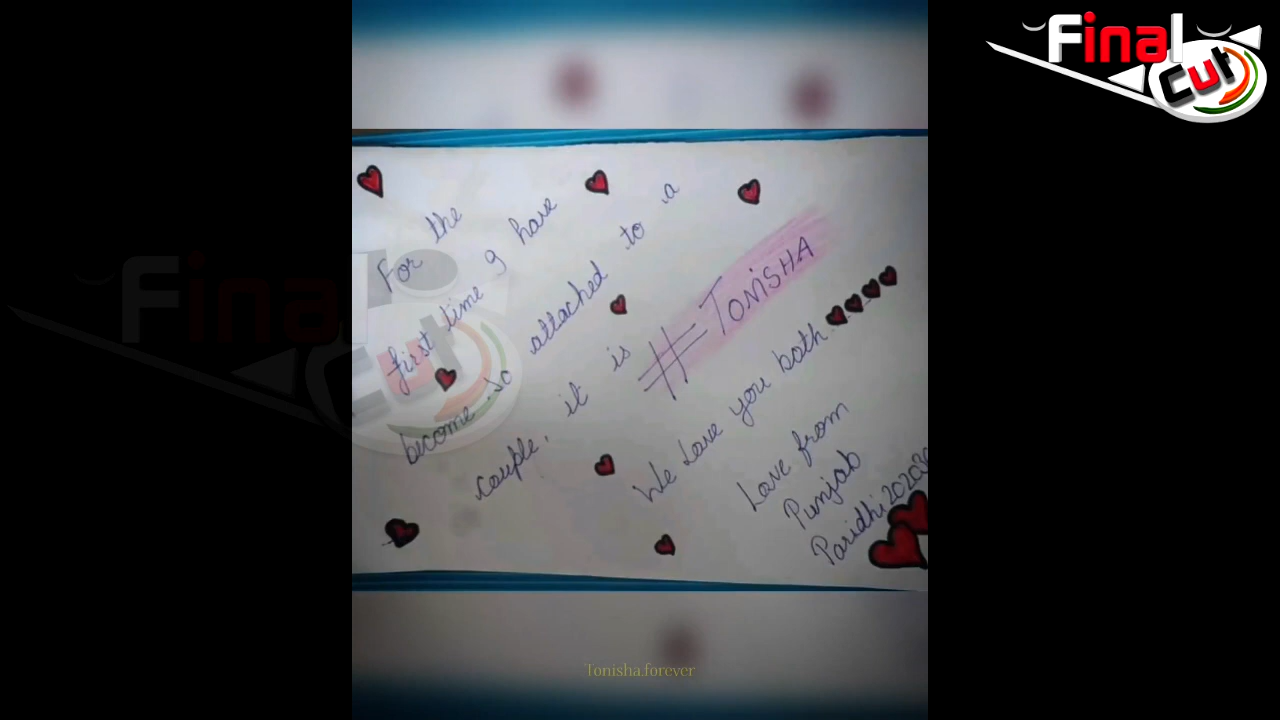 Final
Cut
For the
first time I have
become so attached to a
couple, it is #TONISHA
We Love you both....
Love from
Punjab
Tonisha.forever